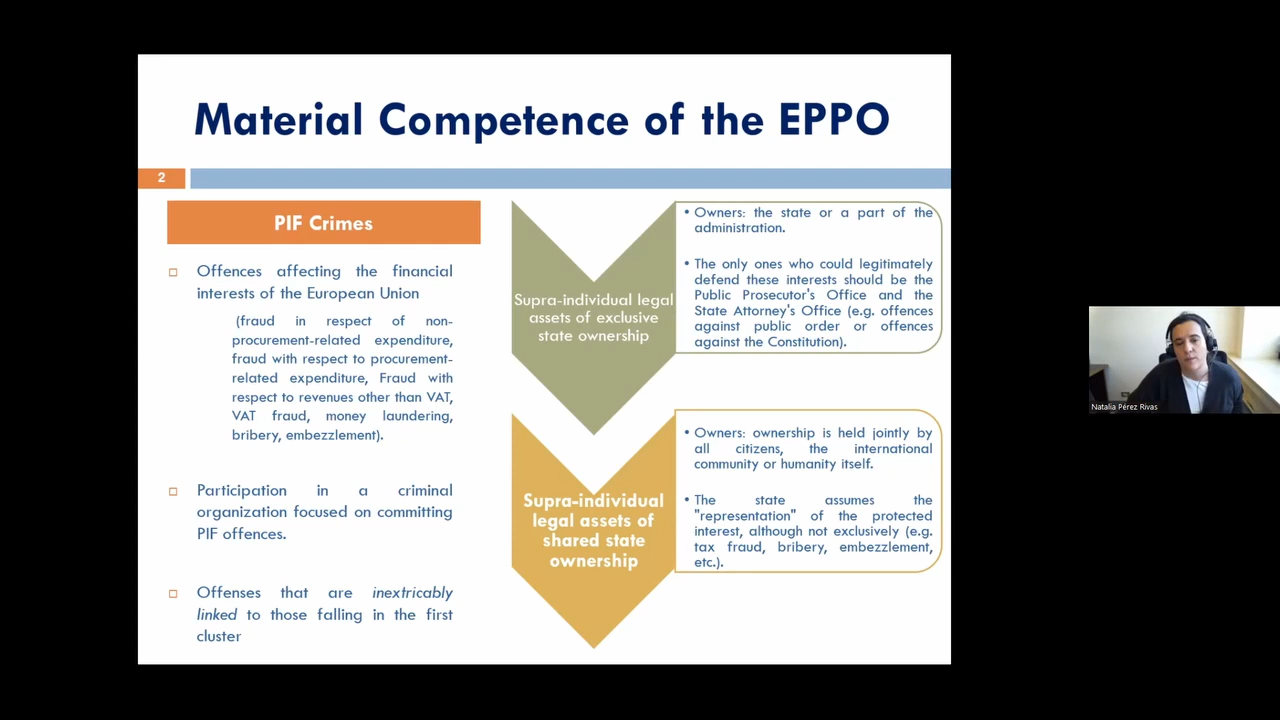 Material Competence of the EPPO
2
PIF Crimes
Offences affecting the financial
interests of the European Union
(fraud in respect of non-
procurement-related expenditure,
fraud with respect to procurement-
related expenditure, Fraud with
respect to revenues other than VAT,
VAT fraud, money laundering,
bribery, embezzlement).
Participation in a criminal
organization focused on committing
PIF offences.
Offenses that are inextricably
linked to those falling in the first
cluster
Supra-individual legal
assets of exclusive
state ownership
• Owners: the state or a part of the
administration.
• The only ones who could legitimately
defend these interests should be the
Public Prosecutor's Office and the
State Attorney's Office (e.g. offences
against public order or offences
against the Constitution).
Supra-individual
legal assets of
shared state
ownership
• Owners: ownership is held jointly by
all citizens, the international
community or humanity itself.
• The state assumes the
"representation" of the protected
interest, although not exclusively (e.g.
tax fraud, bribery, embezzlement,
etc.).
Natalia Pérez Rivas